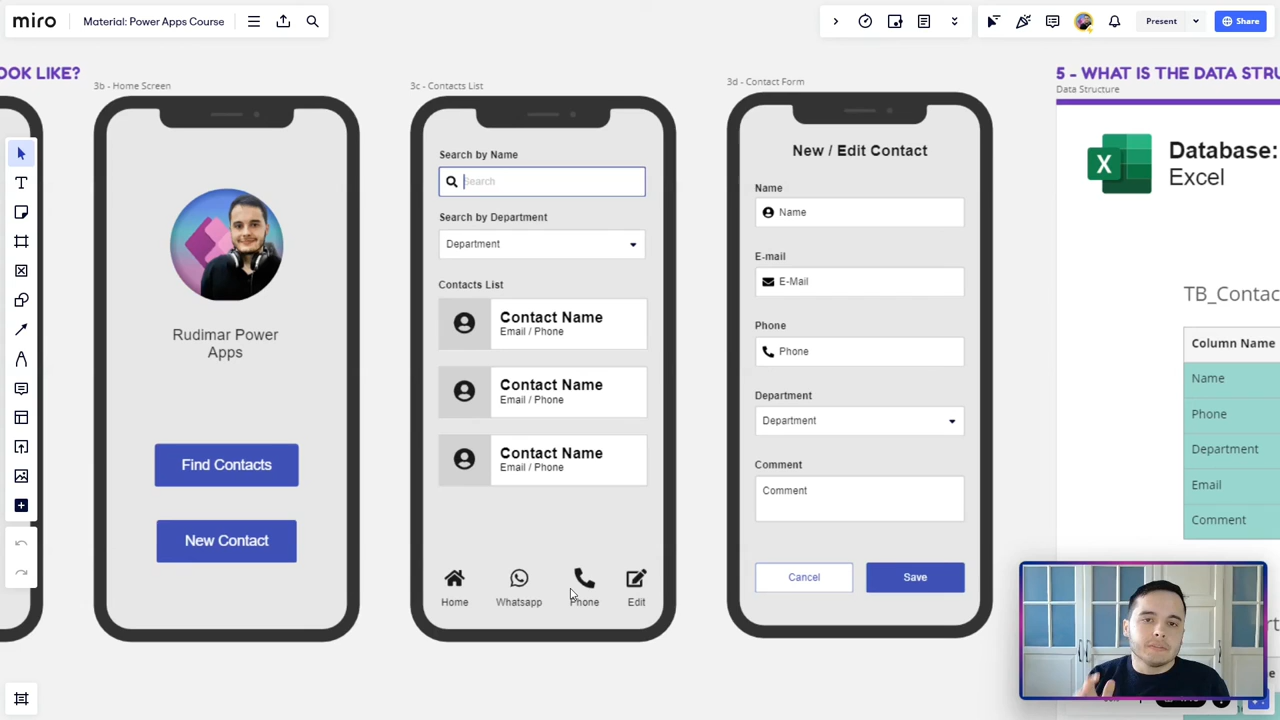 miro
Material: Power Apps Course
Present
Share
OOK LIKE?
3b - Home Screen
Rudimar Power
Apps
Find Contacts
New Contact
3c - Contacts List
Search by Name
Search
Search by Department
Department
Contacts List
Contact Name
Email / Phone
Contact Name
Email / Phone
Contact Name
Email / Phone
Home
Whatsapp
Phone
Edit
3d - Contact Form
New / Edit Contact
Name
Name
E-mail
E-Mail
Phone
Phone
Department
Department
Comment
Comment
Cancel
Save
5 - WHAT IS THE DATA STRU
Data Structure
Database:
Excel
TB_Contac
Column Name
Name
Phone
Department
Email
Comment